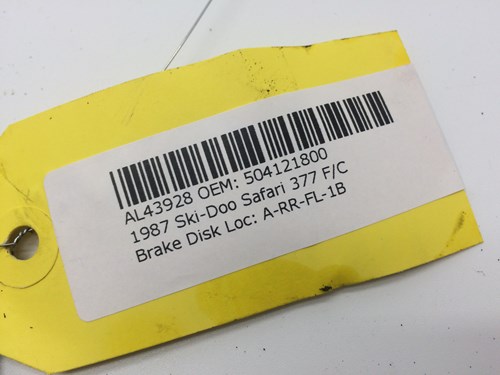 AL43928 OEM: 504121800
1987 Ski-Doo Safari 377 F/C
Brake Disk Loc: A-RR-FL-1B